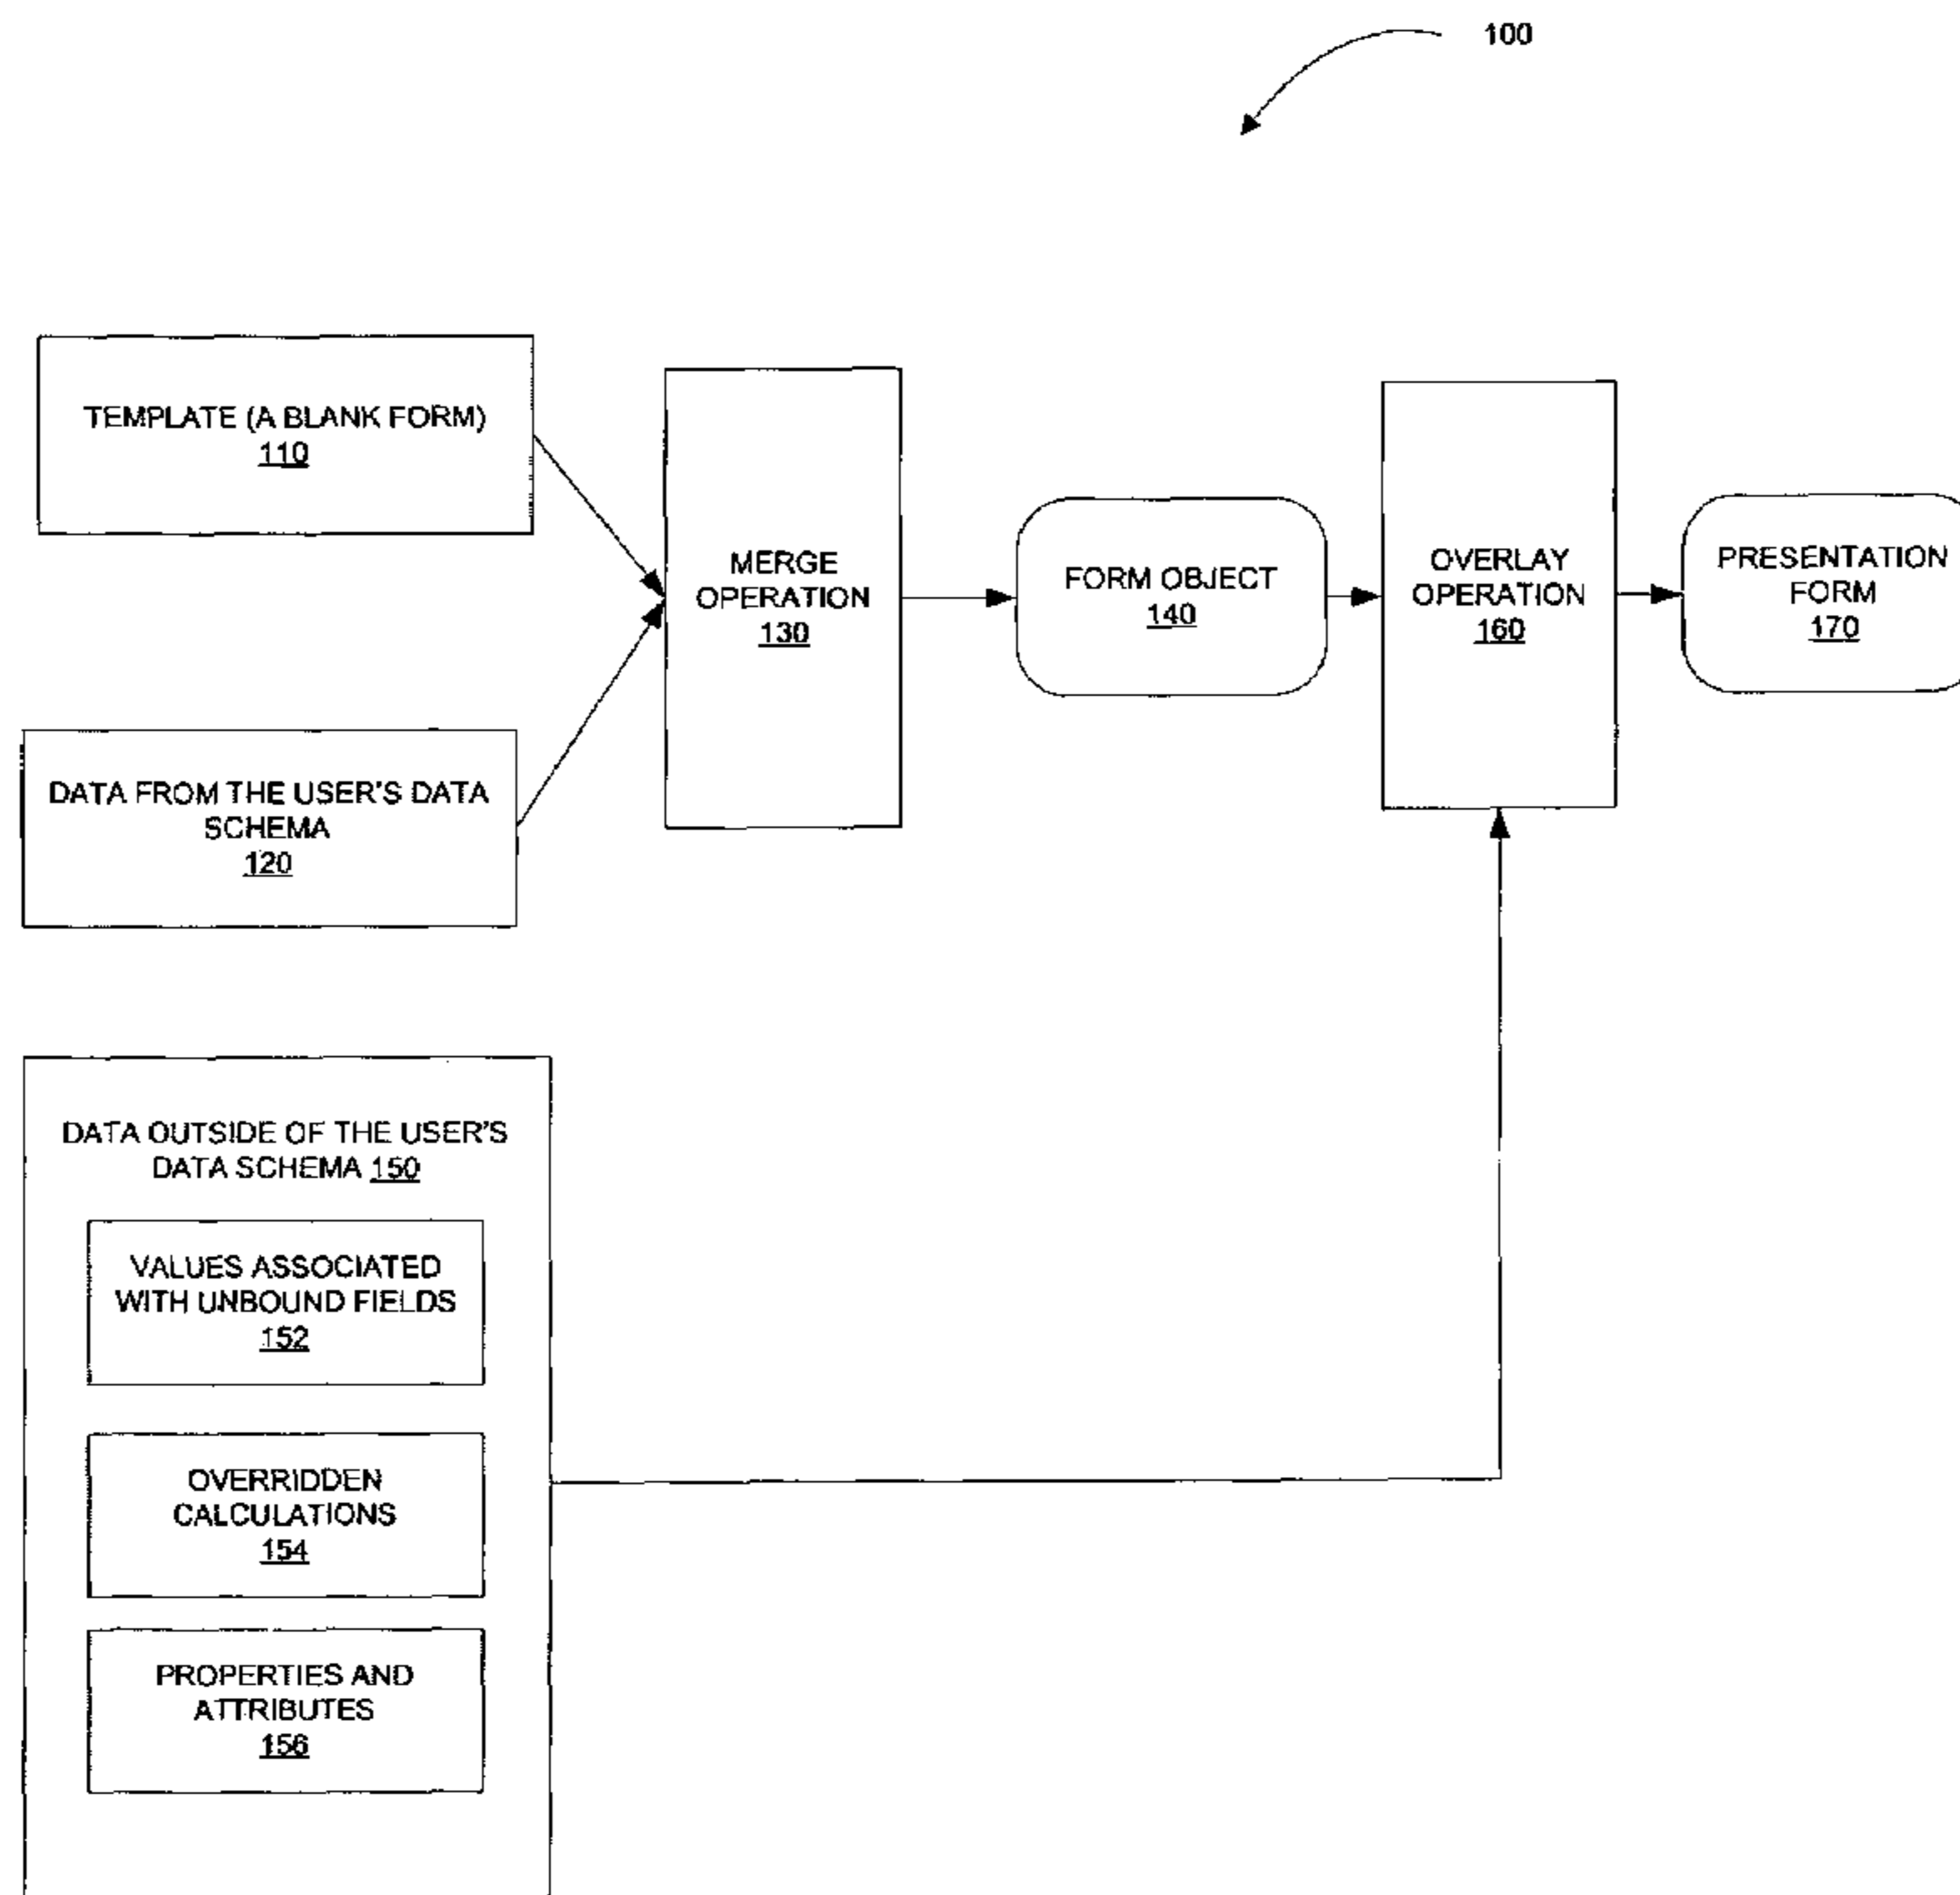 100
TEMPLATE (A BLANK FORM)
110
DATA FROM THE USER'S DATA
SCHEMA
120
MERGE
OPERATION
130
FORM OBJECT
140
OVERLAY
OPERATION
160
PRESENTATION
FORM
170
DATA OUTSIDE OF THE USER'S
DATA SCHEMA 150
VALUES ASSOCIATED
WITH UNBOUND FIELDS
152
OVERRIDDEN
CALCULATIONS
154
PROPERTIES AND
ATTRIBUTES
156